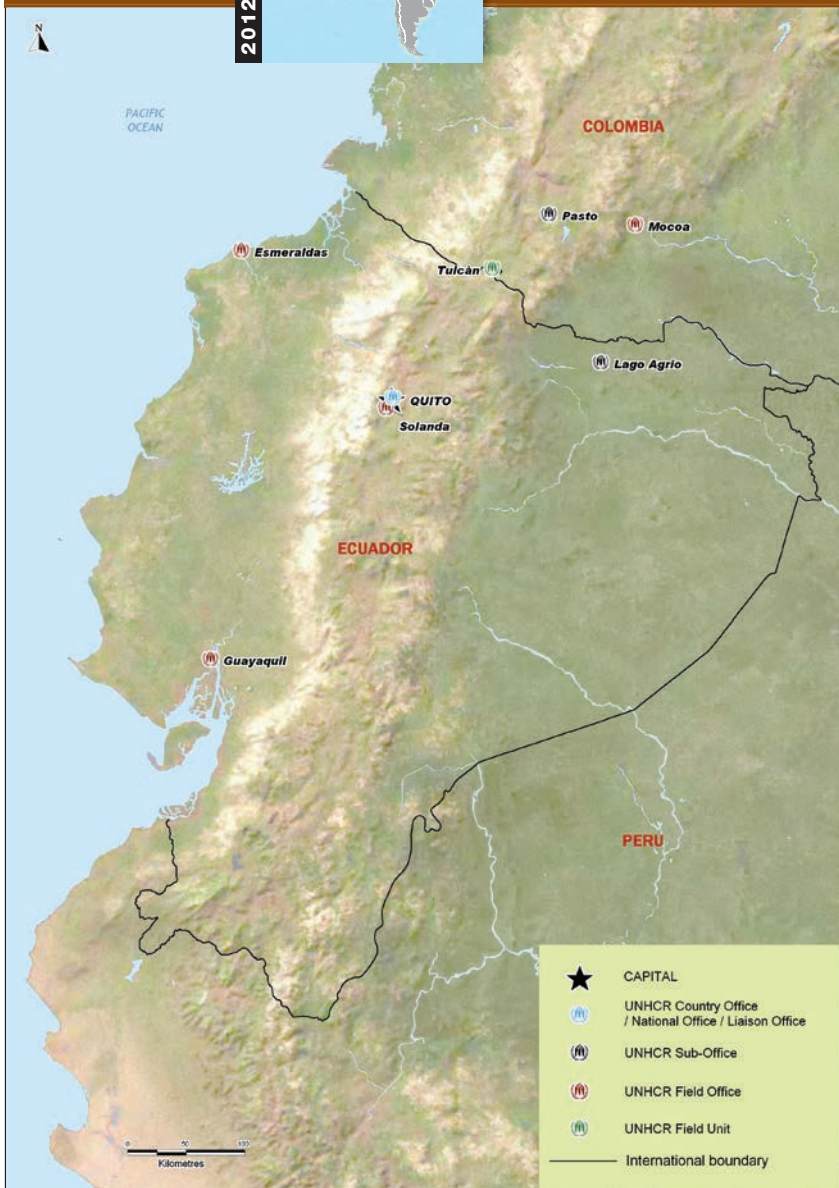 2012
N
PACIFIC
OCEAN
COLOMBIA
Pasto
Mocoa
Esmeraldas
Tulcàn
Lago Agrio
QUITO
Solanda
ECUADOR
Guayaquil
PERU
CAPITAL
UNHCR Country Office
/ National Office / Liaison Office
UNHCR Sub-Office
UNHCR Field Office
UNHCR Field Unit
International boundary
0 50 100
Kilometres